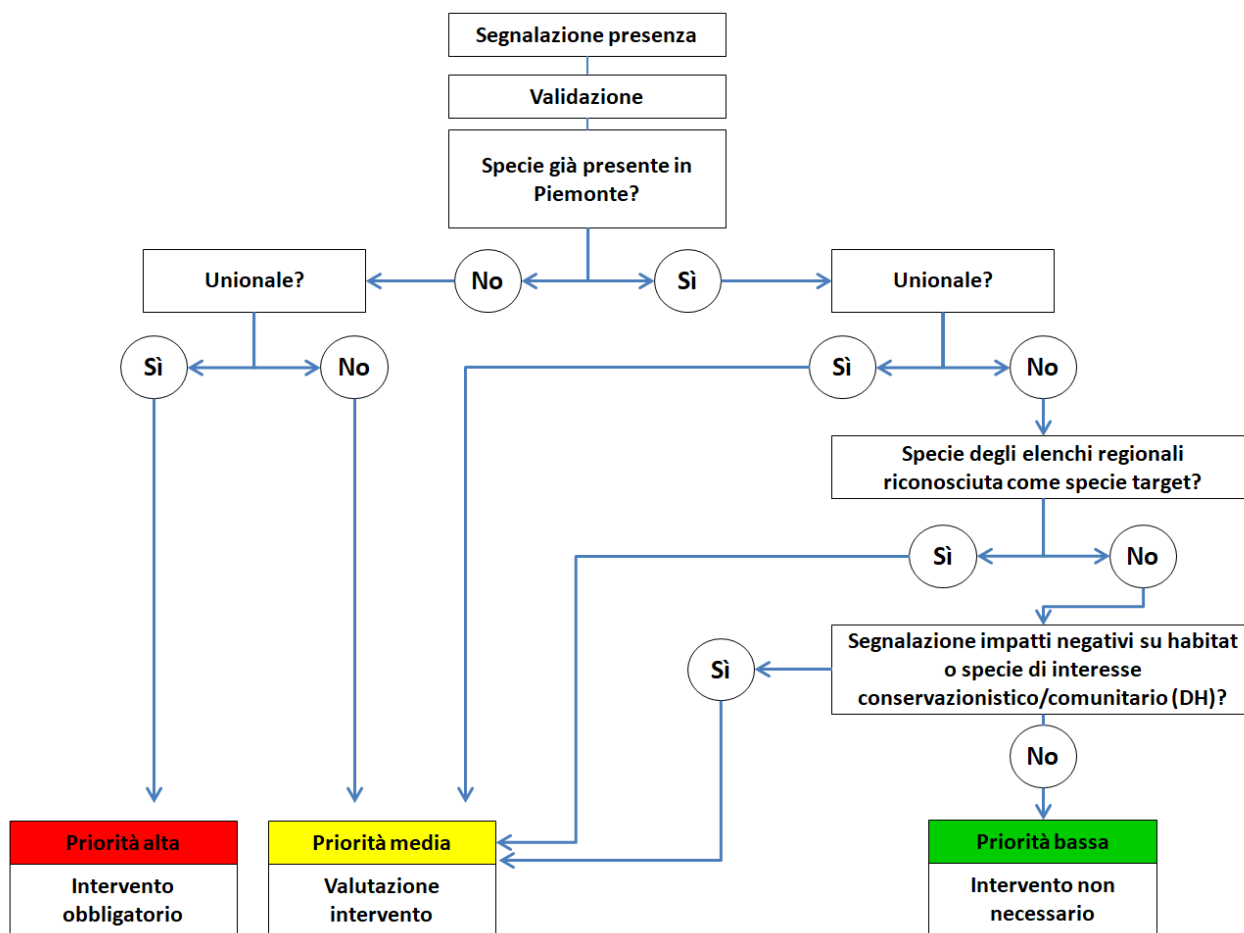 Segnalazione presenza
Validazione
Specie già presente in
Piemonte?
Unionale?
No
Sì
Unionale?
Sì
No
Sì
No
Specie degli elenchi regionali
riconosciuta come specie target?
Sì
No
Segnalazione impatti negativi su habitat
o specie di interesse
conservazionistico/comunitario (DH)?
Sì
No
Priorità alta
Intervento
obbligatorio
Priorità media
Valutazione
intervento
Priorità bassa
Intervento non
necessario